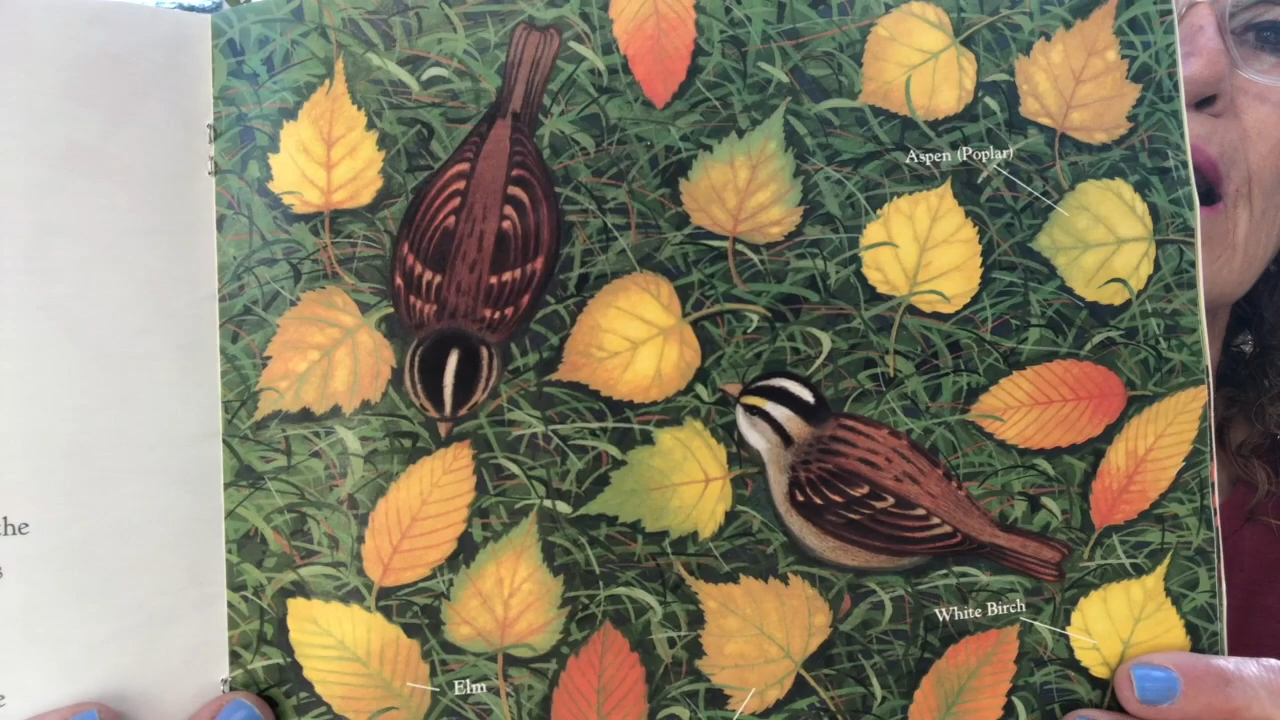 the
Aspen (Poplar)
White Birch
Elm